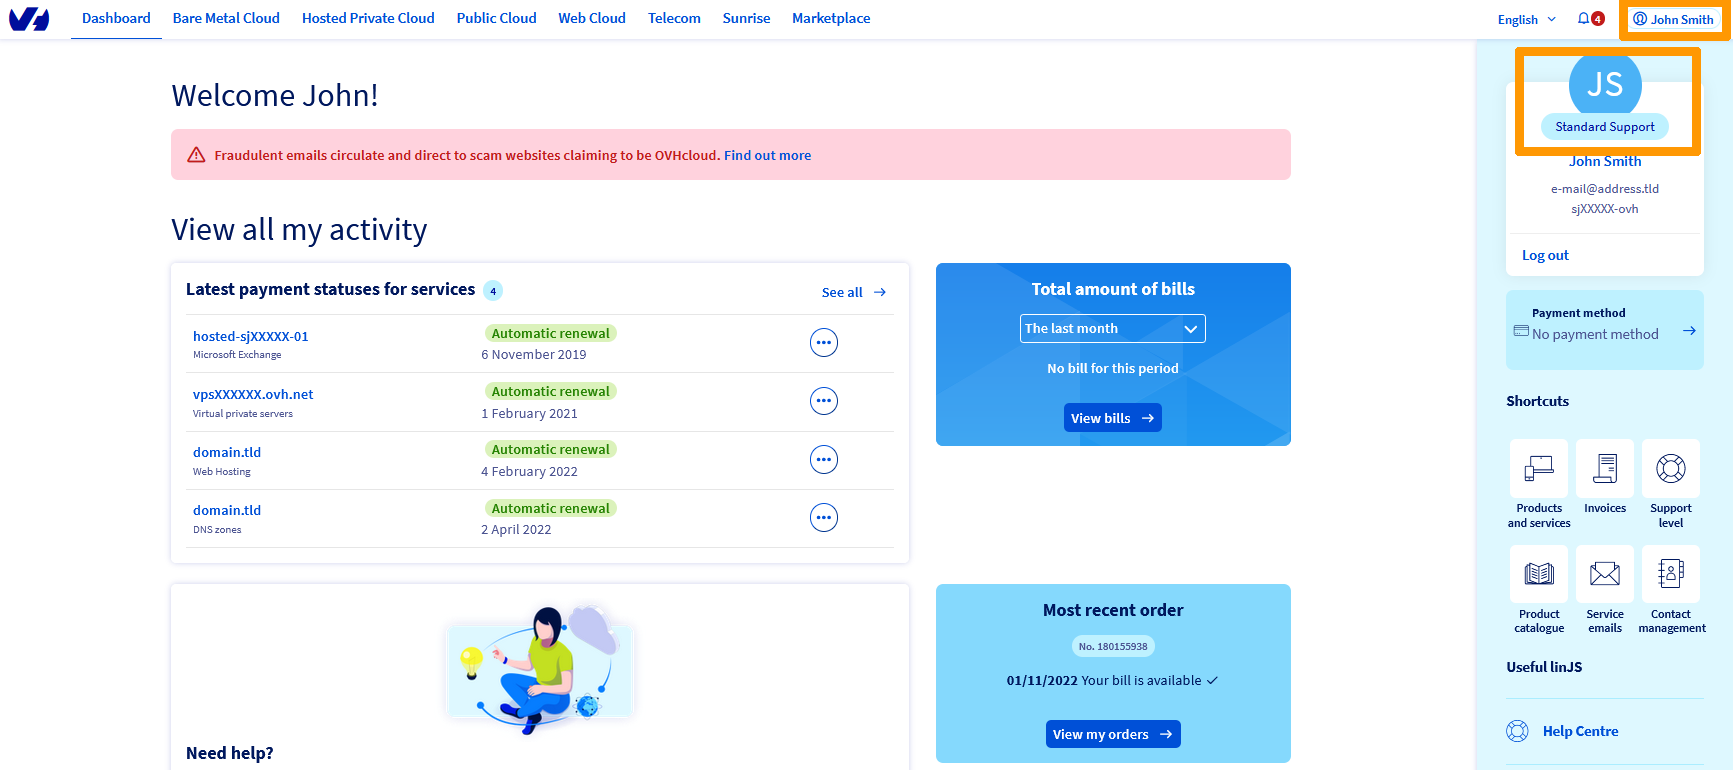 Dashboard Bare Metal Cloud Hosted Private Cloud Public Cloud Web Cloud Telecom Sunrise Marketplace English 4 John Smith
Welcome John!
Fraudulent emails circulate and direct to scam websites claiming to be OVHcloud. Find out more
View all my activity
Latest payment statuses for services 4 See all
hosted-sjXXXXX-01 Automatic renewal
Microsoft Exchange 6 November 2019
vpsXXXXXX.ovh.net Automatic renewal
Virtual private servers 1 February 2021
domain.tld Automatic renewal
Web Hosting 4 February 2022
domain.tld Automatic renewal
DNS zones 2 April 2022
Need help?
Total amount of bills
The last month
No bill for this period
View bills
Most recent order
No. 180155938
01/11/2022 Your bill is available
View my orders
JS
Standard Support
John Smith
e-mail@address.tld
sjXXXXX-ovh
Log out
Payment method
No payment method
Shortcuts
Products
and services
Invoices
Support
level
Product
catalogue
Service
emails
Contact
management
Useful linJS
Help Centre